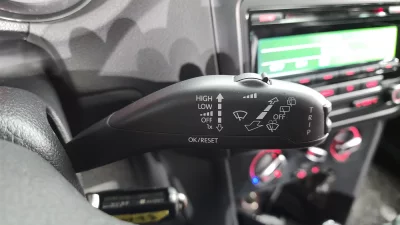 HIGH
LOW
OFF
1x
OFF
TRIP
OK/RESET